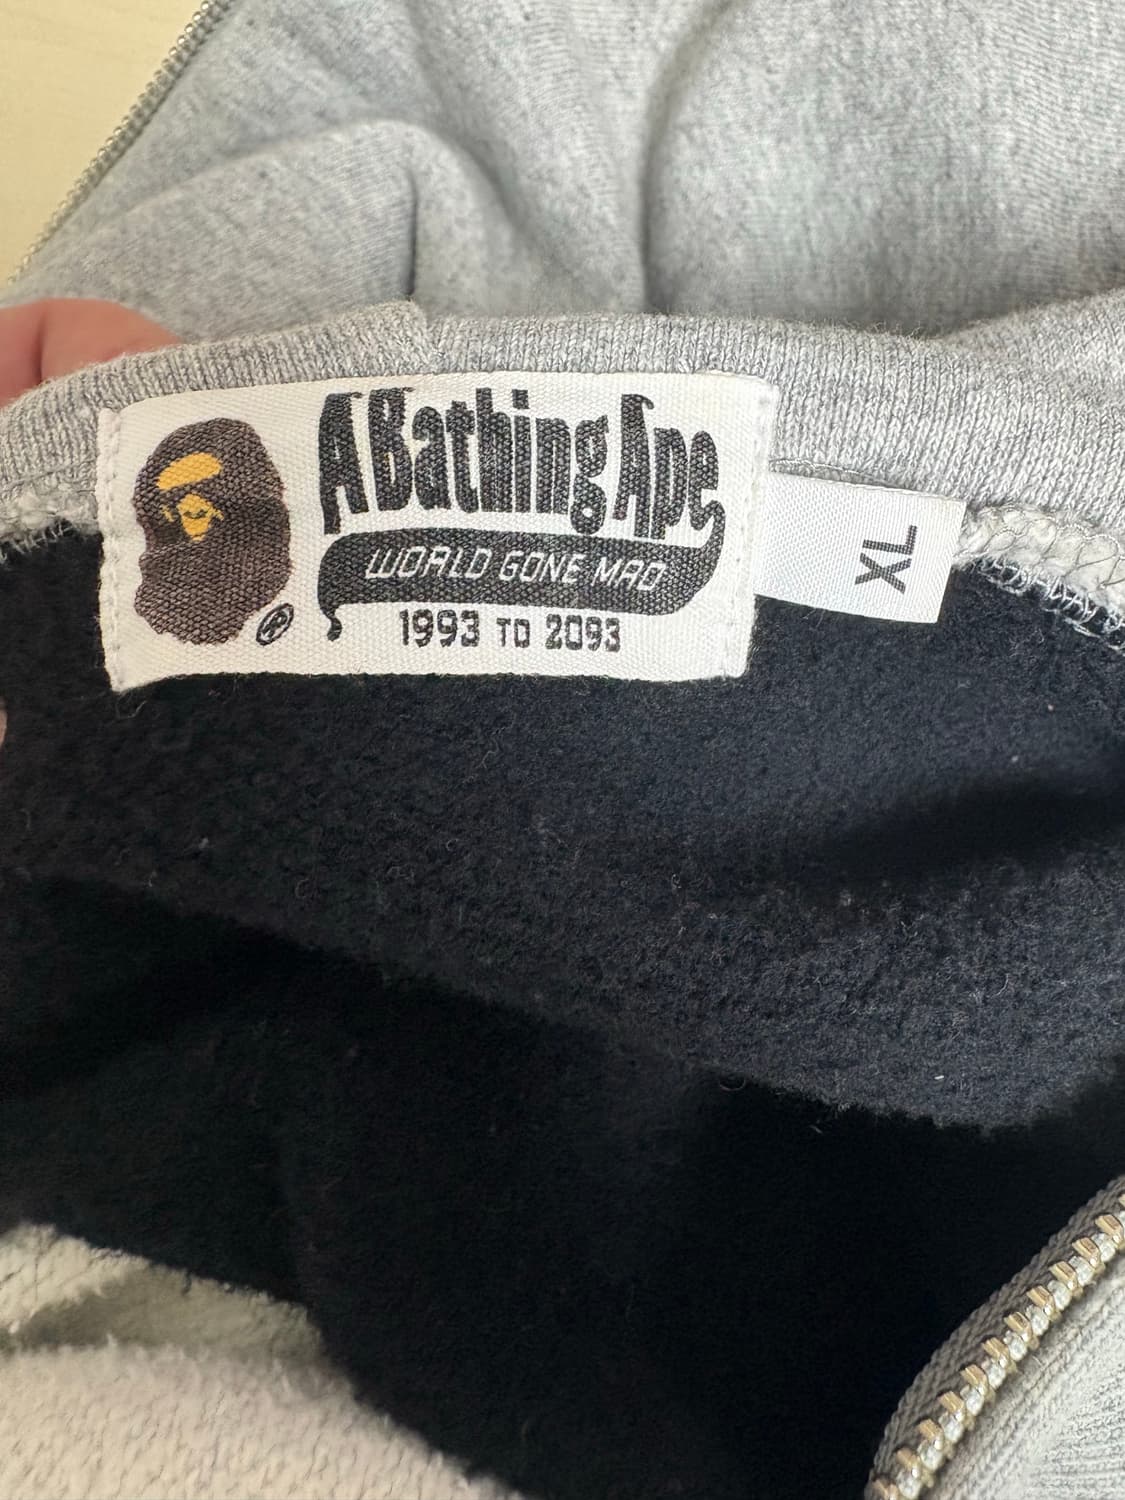 A Bathing Ape
WORLD GONE MAD
1993 TO 2093
®
XL